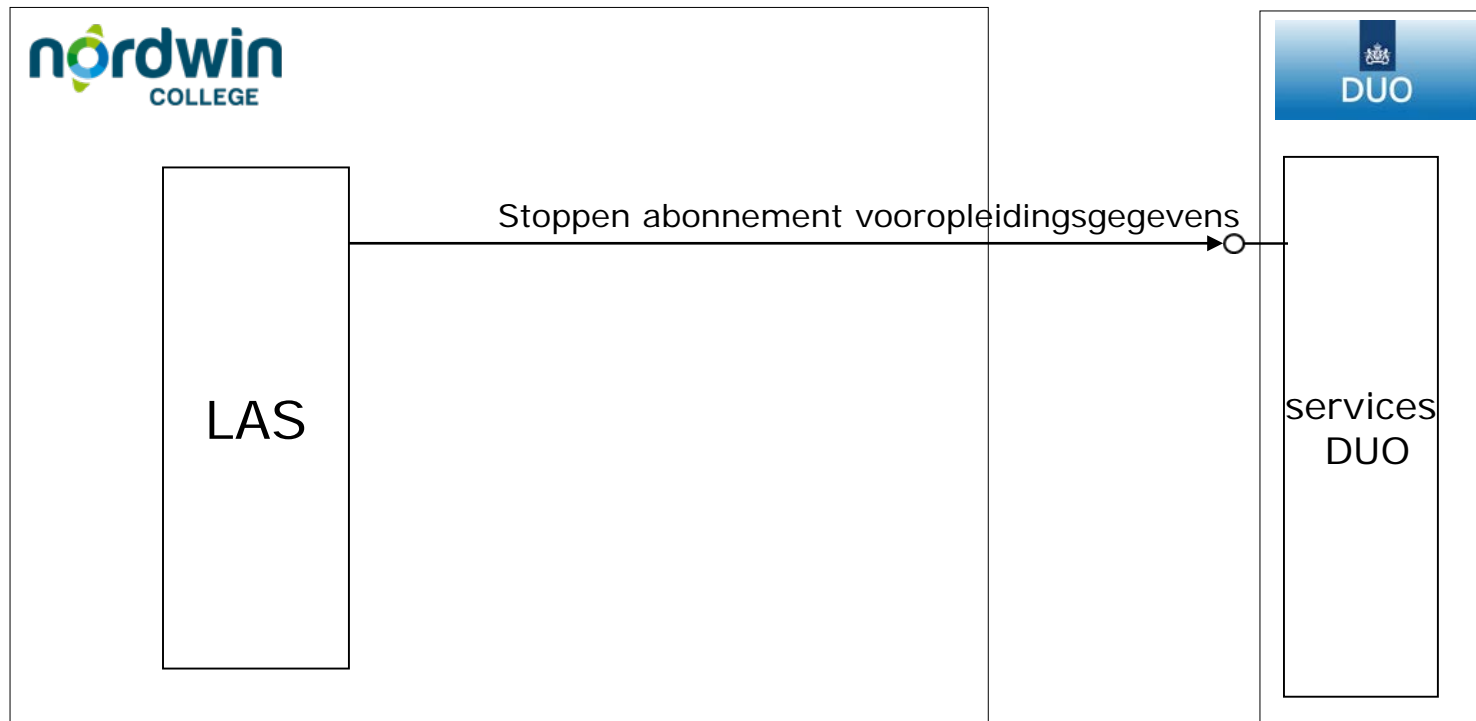 nordwin
COLLEGE
DUO
Stoppen abonnement vooropleidingsgegevens
LAS
services
DUO